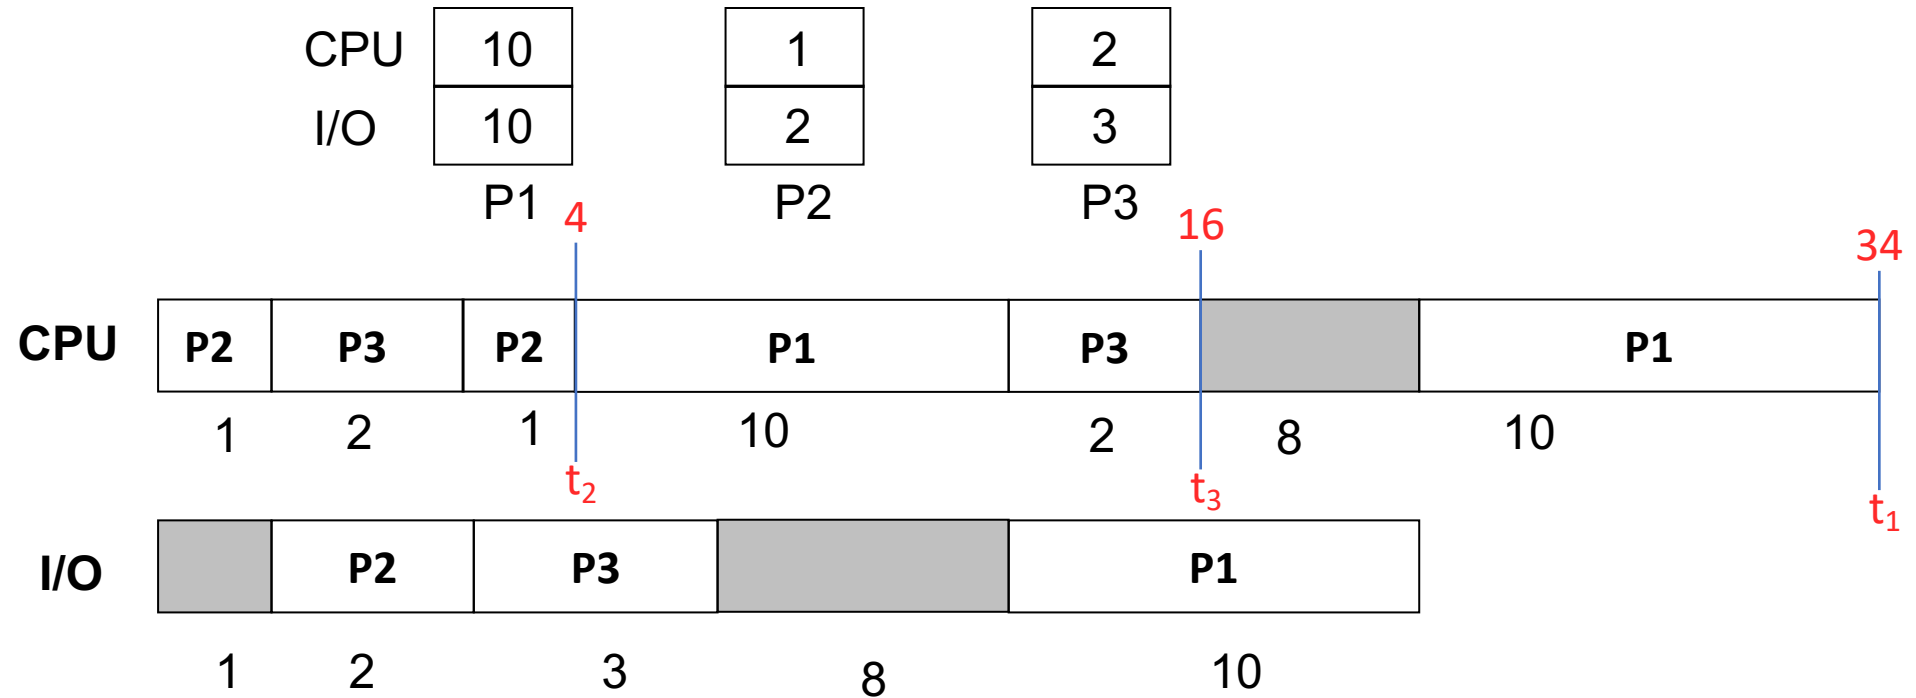 CPU 10 1 2
I/O 10 2 3
P1 P2 P3
4 16 34
CPU P2 P3 P2 P1 P3 P1
1 2 1 10 2 8 10
t₂ t₃ t₁
I/O P2 P3 P1
1 2 3 8 10